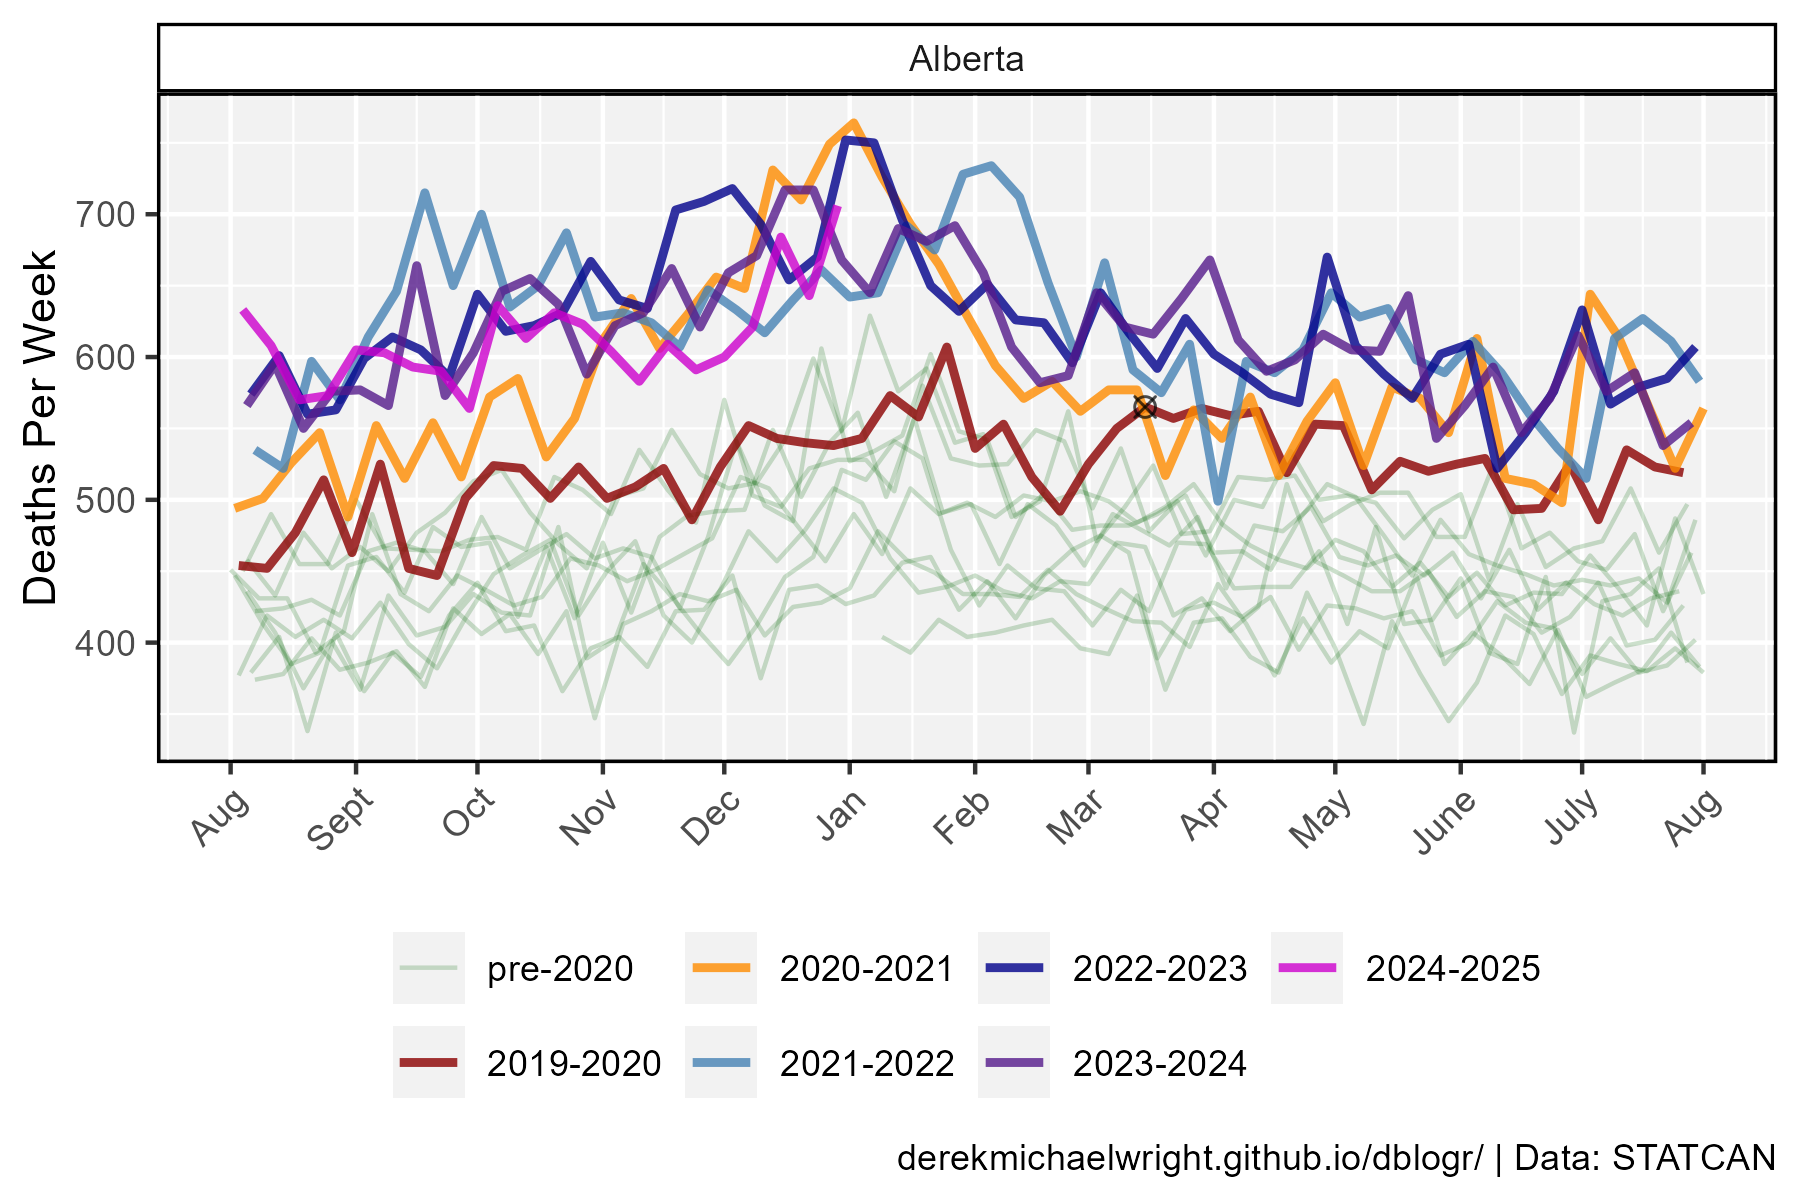 Alberta
Deaths Per Week
700
600
500
400
Aug Sept Oct Nov Dec Jan Feb Mar Apr May June July Aug
pre-2020 2020-2021 2022-2023 2024-2025
2019-2020 2021-2022 2023-2024
derekmichaelwright.github.io/dblogr/ | Data: STATCAN